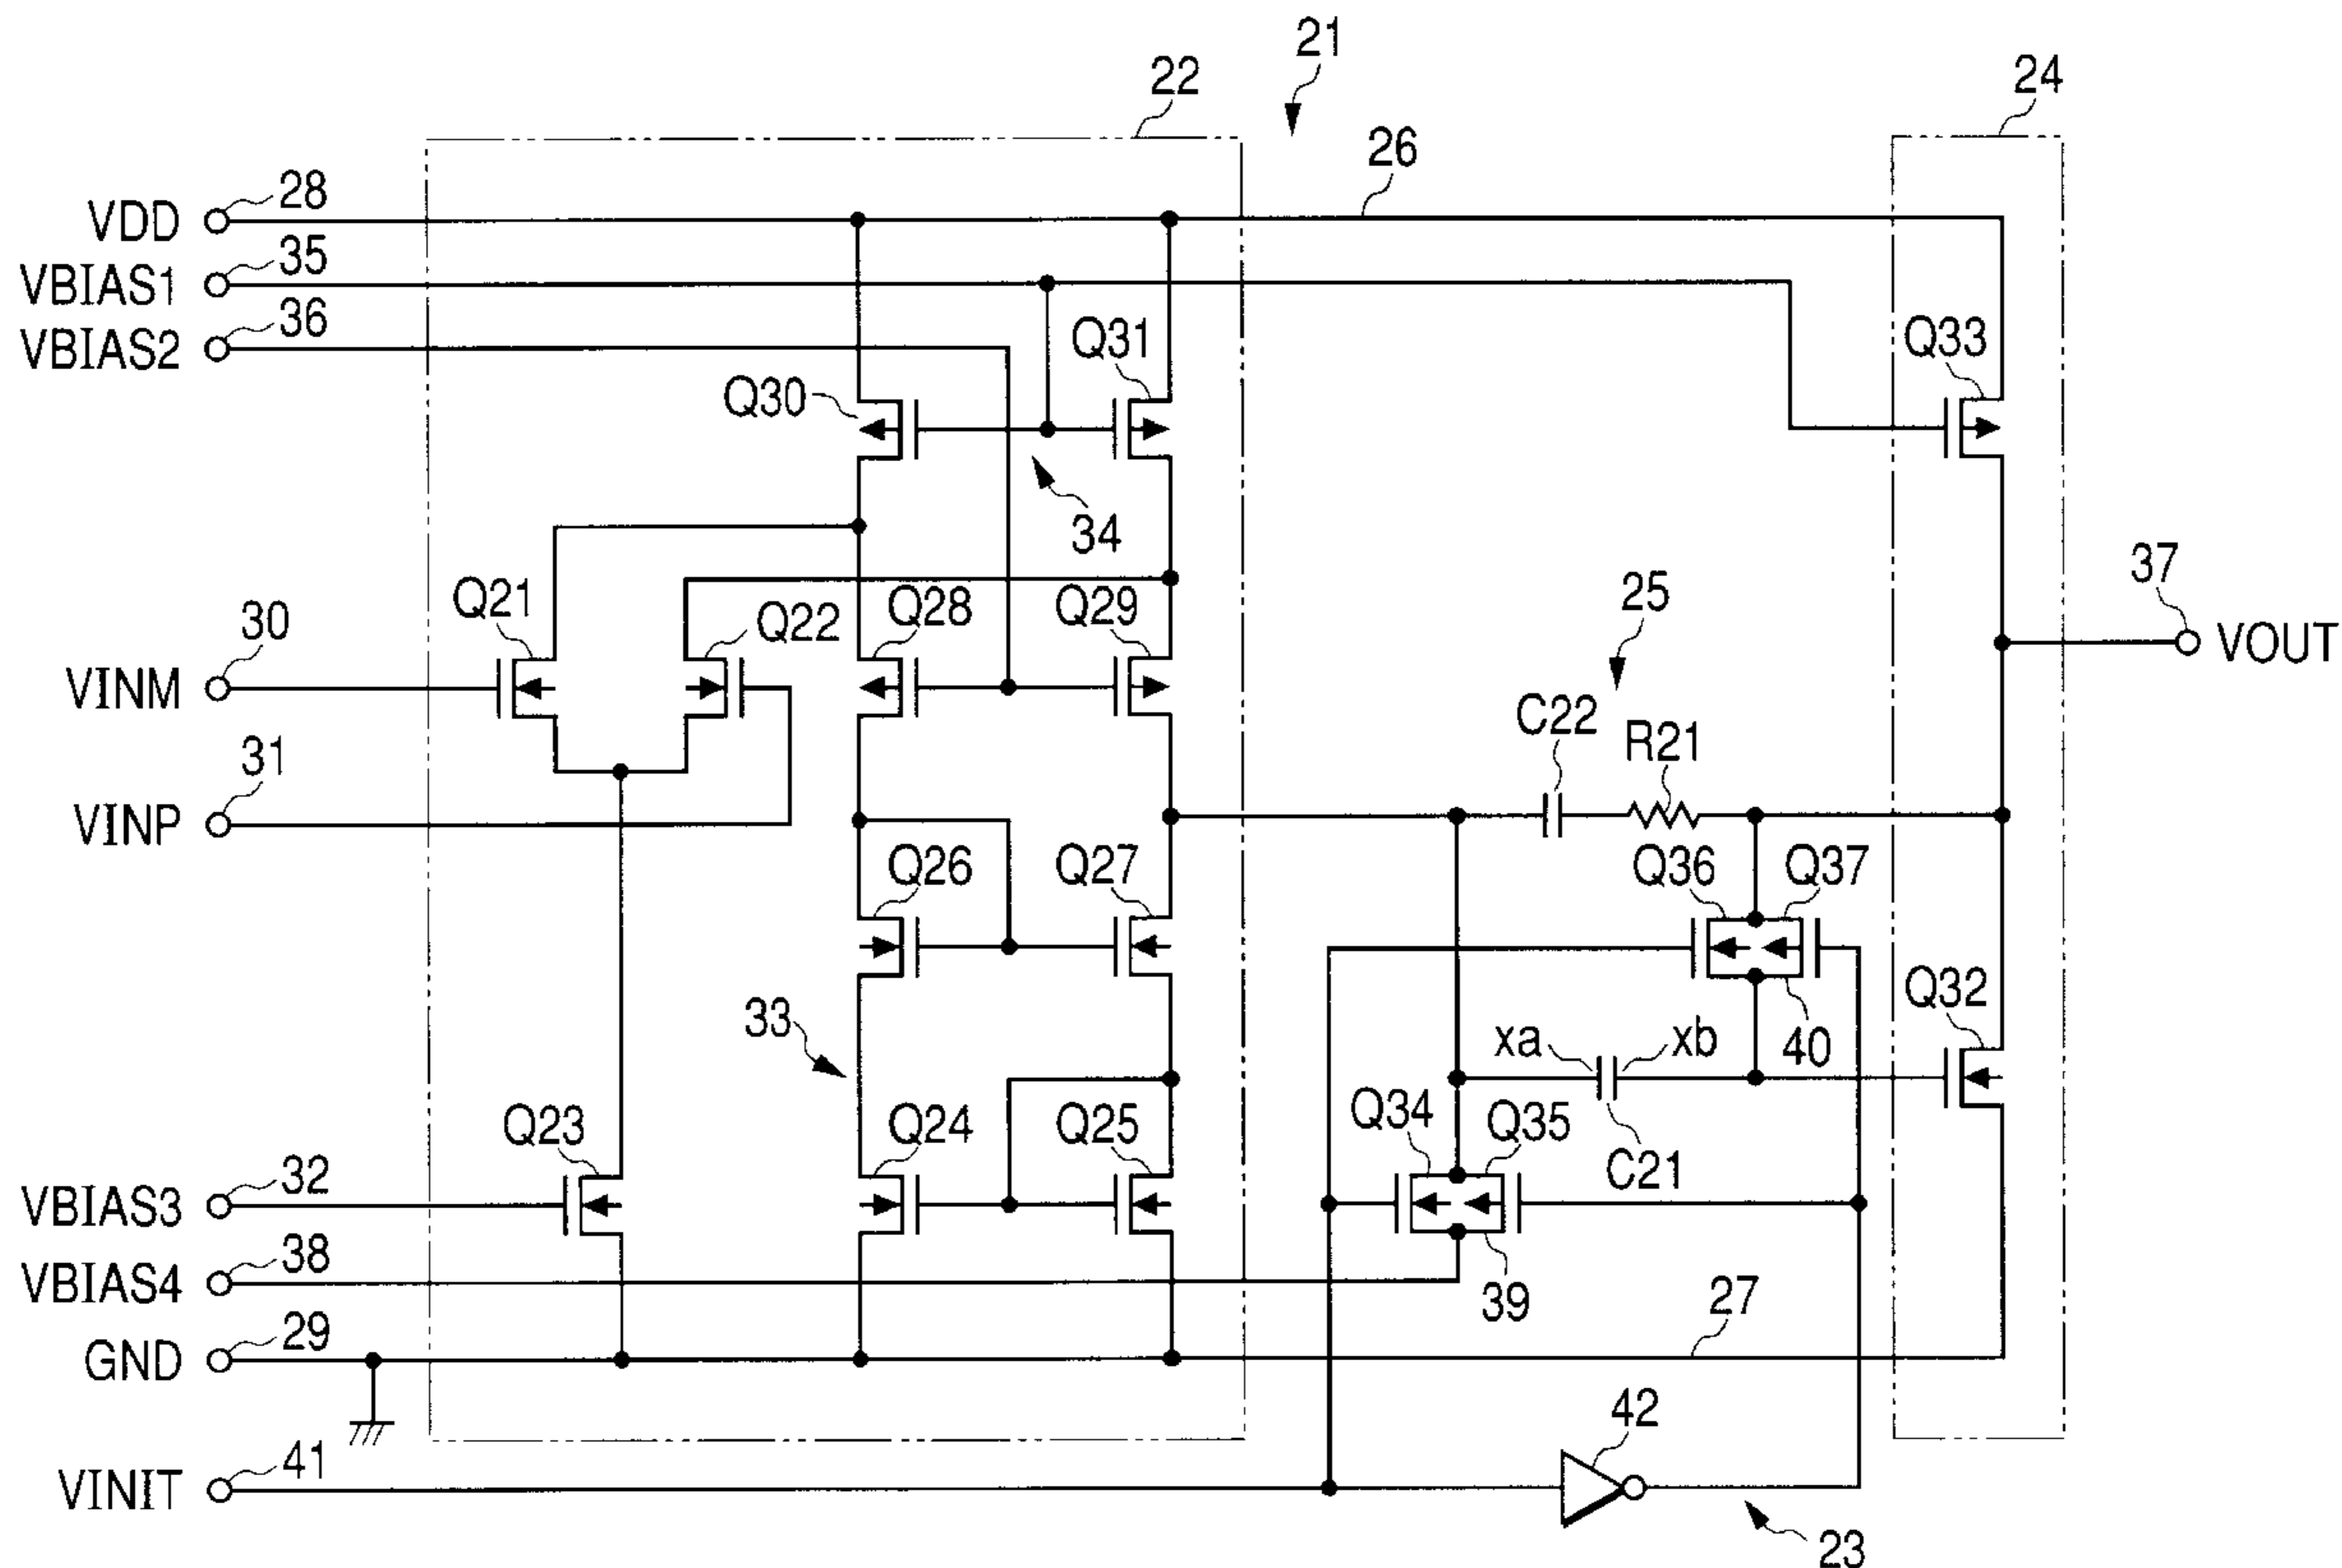 21
22
24
26
VDD 28
VBIAS1 35
VBIAS2 36
Q31
Q33
Q30
34
37
VOUT
Q21
Q22
Q28
Q29
25
30
VINM
C22
R21
31
VINP
Q26
Q27
Q36
Q37
33
xa
xb
40
Q32
Q23
Q24
Q25
Q34
Q35
C21
VBIAS3 32
VBIAS4 38
39
27
GND 29
42
VINIT 41
23